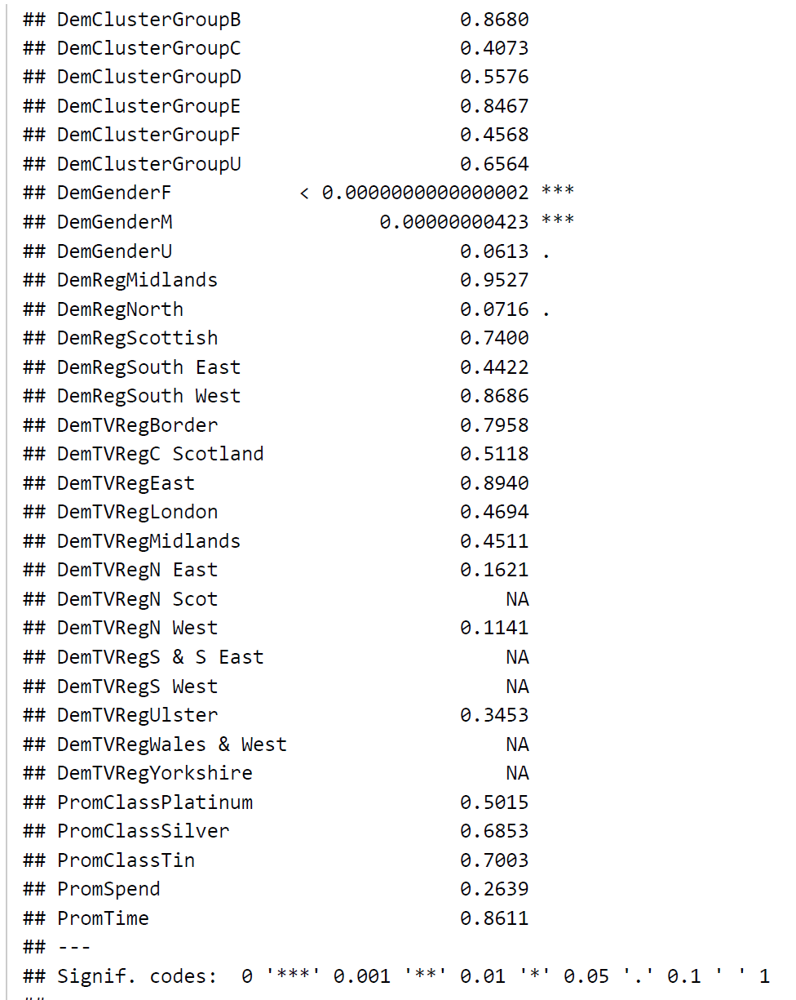 ## DemClusterGroupB                   0.8680
## DemClusterGroupC                   0.4073
## DemClusterGroupD                   0.5576
## DemClusterGroupE                   0.8467
## DemClusterGroupF                   0.4568
## DemClusterGroupU                   0.6564
## DemGenderF           < 0.0000000000000002 ***
## DemGenderM                  0.00000000423 ***
## DemGenderU                         0.0613 .
## DemRegMidlands                     0.9527
## DemRegNorth                        0.0716 .
## DemRegScottish                     0.7400
## DemRegSouth East                   0.4422
## DemRegSouth West                   0.8686
## DemTVRegBorder                     0.7958
## DemTVRegC Scotland                 0.5118
## DemTVRegEast                       0.8940
## DemTVRegLondon                     0.4694
## DemTVRegMidlands                   0.4511
## DemTVRegN East                     0.1621
## DemTVRegN Scot                         NA
## DemTVRegN West                     0.1141
## DemTVRegS & S East                     NA
## DemTVRegS West                         NA
## DemTVRegUlster                     0.3453
## DemTVRegWales & West                   NA
## DemTVRegYorkshire                      NA
## PromClassPlatinum                  0.5015
## PromClassSilver                    0.6853
## PromClassTin                       0.7003
## PromSpend                          0.2639
## PromTime                           0.8611
## ---
## Signif. codes:  0 '***' 0.001 '**' 0.01 '*' 0.05 '.' 0.1 ' ' 1
##